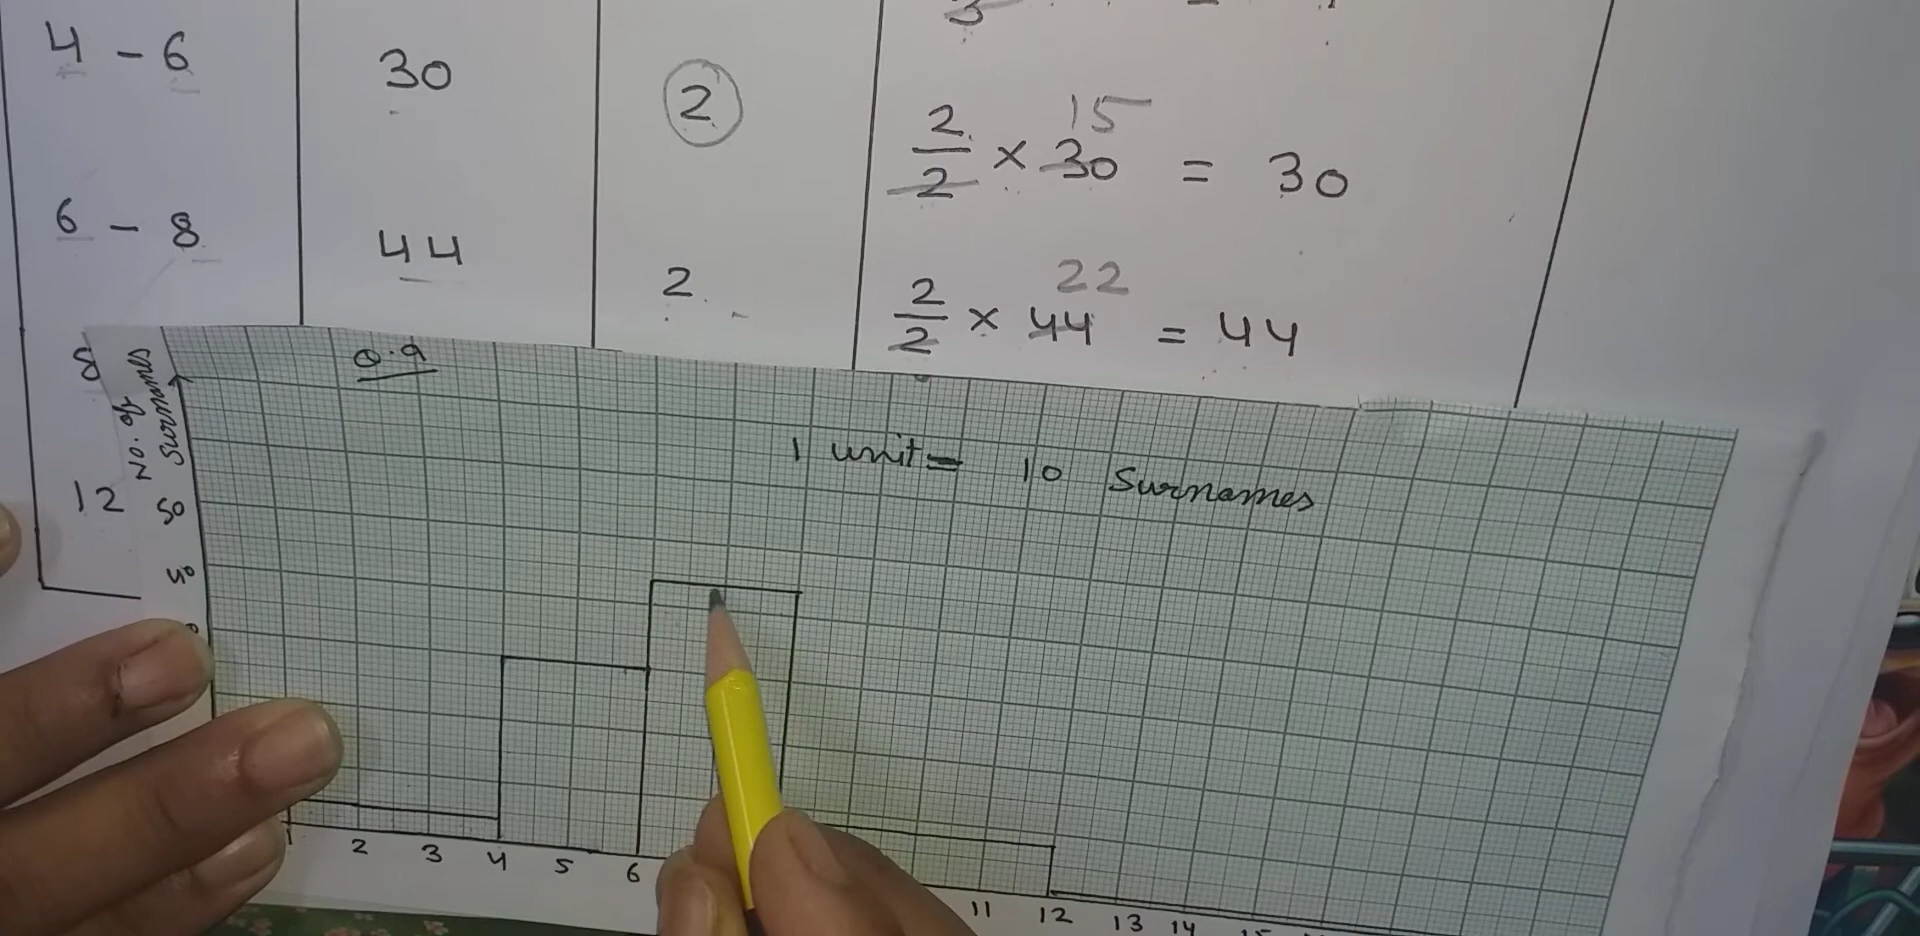 4 - 6 30 2 2/2 × 30 15 = 30
6 - 8 44 2 2/2 × 44 22 = 44
8
12
Q.9
No. of Surnames
1 unit = 10 Surnames
50
40
1 2 3 4 5 6 11 12 13 14